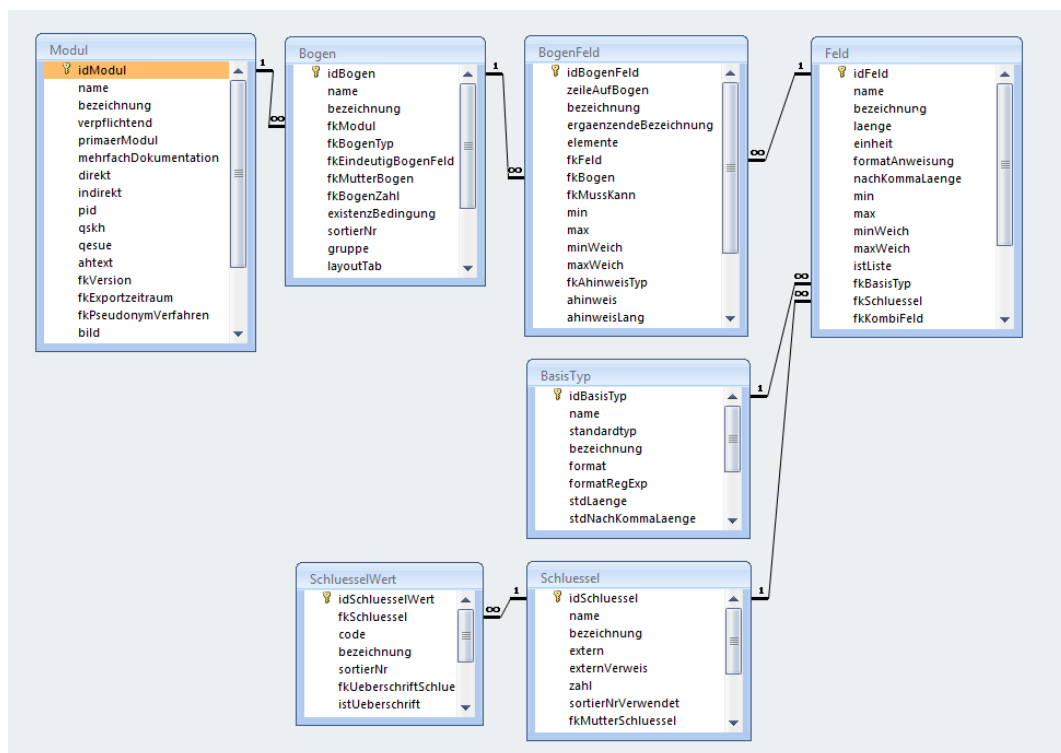 Modul
idModul
name
bezeichnung
verpflichtend
primaerModul
mehrfachDokumentation
direkt
indirekt
pid
qskh
qesue
ahtext
fkVersion
fkExportzeitraum
fkPseudonymVerfahren
bild
1
∞
Bogen
idBogen
name
bezeichnung
fkModul
fkBogenTyp
fkEindeutigBogenFeld
fkMutterBogen
fkBogenZahl
existenzBedingung
sortierNr
gruppe
layoutTab
1
∞
BogenFeld
idBogenFeld
zeileAufBogen
bezeichnung
ergaenzendeBezeichnung
elemente
fkFeld
fkBogen
fkMussKann
min
max
minWeich
maxWeich
fkAhinweisTyp
ahinweis
ahinweisLang
∞
1
Feld
idFeld
name
bezeichnung
laenge
einheit
formatAnweisung
nachKommaLaenge
min
max
minWeich
maxWeich
istListe
fkBasisTyp
fkSchluessel
fkKombiFeld
∞
∞
BasisTyp
idBasisTyp
name
standardtyp
bezeichnung
format
formatRegExp
stdLaenge
stdNachKommaLaenge
1
SchluesselWert
idSchluesselWert
fkSchluessel
code
bezeichnung
sortierNr
fkUeberschriftSchlue
istUeberschrift
∞
1
Schluessel
idSchluessel
name
bezeichnung
extern
externVerweis
zahl
sortierNrVerwendet
fkMutterSchluessel
1